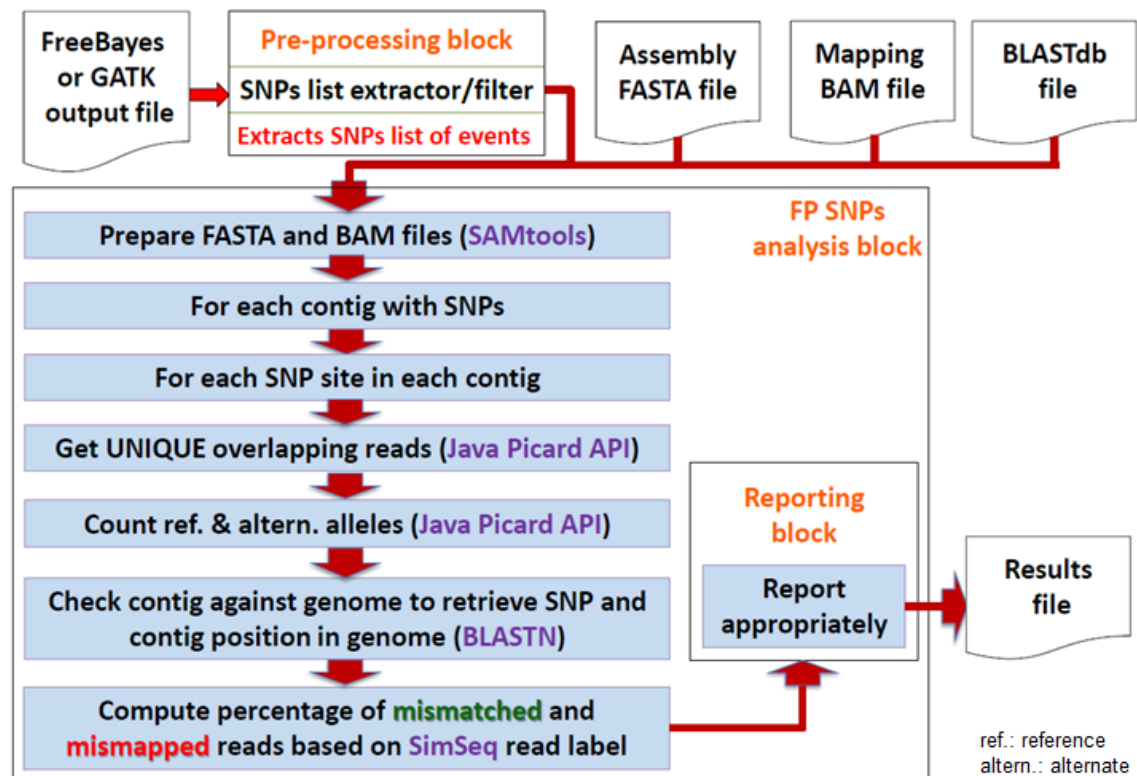 FreeBayes
or GATK
output file
Pre-processing block
SNPs list extractor/filter
Extracts SNPs list of events
Assembly
FASTA file
Mapping
BAM file
BLASTdb
file
FP SNPs
analysis block
Prepare FASTA and BAM files (SAMtools)
For each contig with SNPs
For each SNP site in each contig
Get UNIQUE overlapping reads (Java Picard API)
Count ref. & altern. alleles (Java Picard API)
Check contig against genome to retrieve SNP and
contig position in genome (BLASTN)
Compute percentage of mismatched and
mismapped reads based on SimSeq read label
Reporting
block
Report
appropriately
Results
file
ref.: reference
altern.: alternate